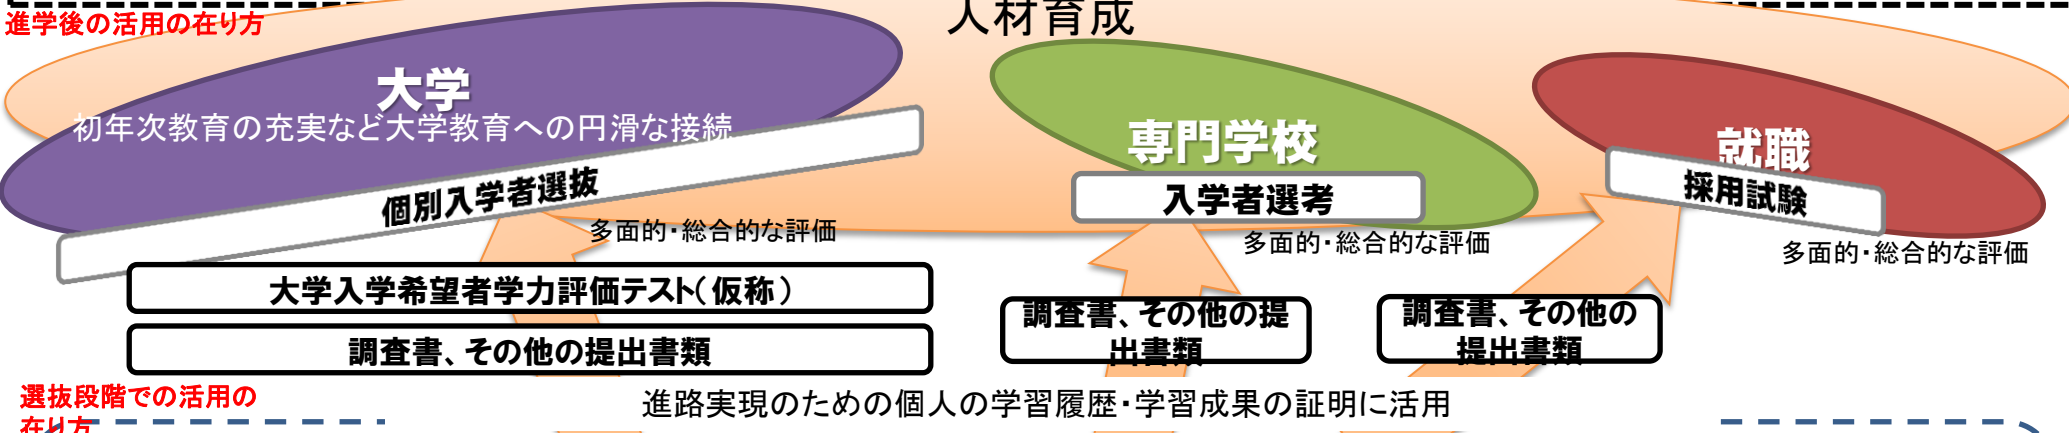 人材育成
進学後の活用の在り方
大学
初年次教育の充実など大学教育への円滑な接続
個別入学者選抜
多面的・総合的な評価
専門学校
入学者選考
多面的・総合的な評価
就職
採用試験
多面的・総合的な評価
大学入学希望者学力評価テスト(仮称)
調査書、その他の提出書類
調査書、その他の提
出書類
調査書、その他の
提出書類
選抜段階での活用の
在り方
進路実現のための個人の学習履歴・学習成果の証明に活用